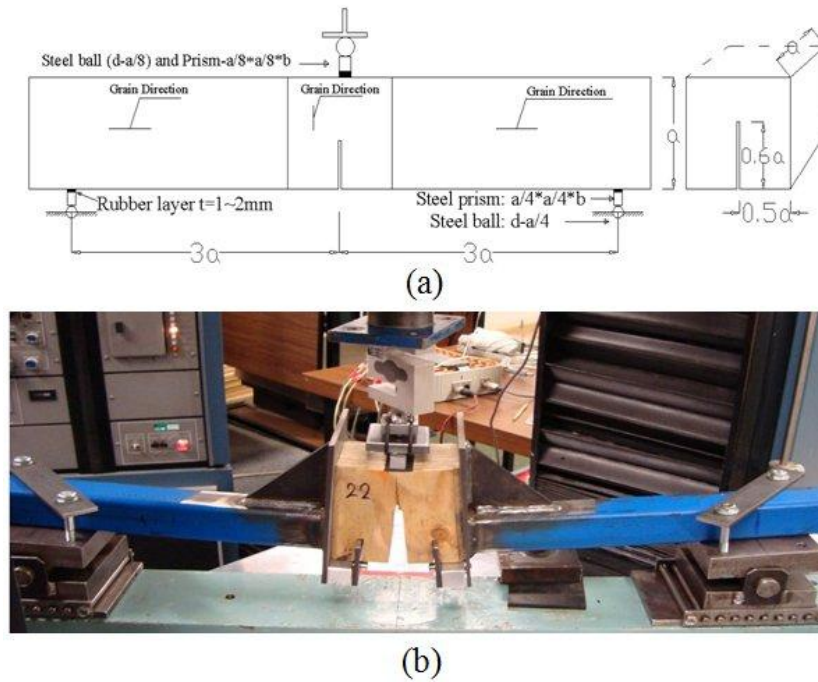 Steel ball (d-a/8) and Prism-a/8*a/8*b
Grain Direction
Grain Direction
Grain Direction
a
a
0.6a
0.5a
Rubber layer t=1~2mm
Steel prism: a/4*a/4*b
Steel ball: d-a/4
3a
3a
(a)
22
(b)